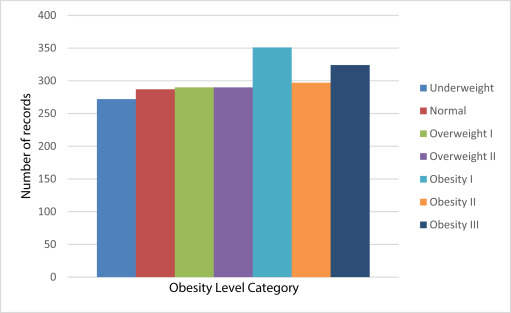 400
350
300
250
200
150
100
50
0
Number of records
Obesity Level Category
Underweight
Normal
Overweight I
Overweight II
Obesity I
Obesity II
Obesity III